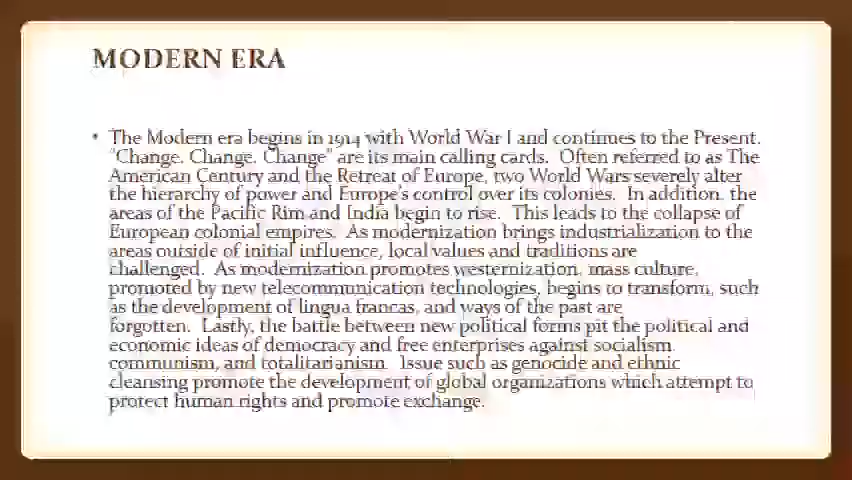 MODERN ERA
• The Modern era begins in 1914 with World War I and continues to the Present.
"Change. Change. Change" are its main calling cards.  Often referred to as The
American Century and the Retreat of Europe, two World Wars severely alter
the hierarchy of power and Europe's control over its colonies.  In addition, the
areas of the Pacific Rim and India begin to rise.  This leads to the collapse of
European colonial empires.  As modernization brings industrialization to the
areas outside of initial influence, local values and traditions are
challenged.  As modernization promotes westernization, mass culture,
promoted by new telecommunication technologies, begins to transform, such
as the development of lingua francas, and ways of the past are
forgotten.  Lastly, the battle between new political forms pit the political and
economic ideas of democracy and free enterprises against socialism,
communism, and totalitarianism.  Issue such as genocide and ethnic
cleansing promote the development of global organizations which attempt to
protect human rights and promote exchange.